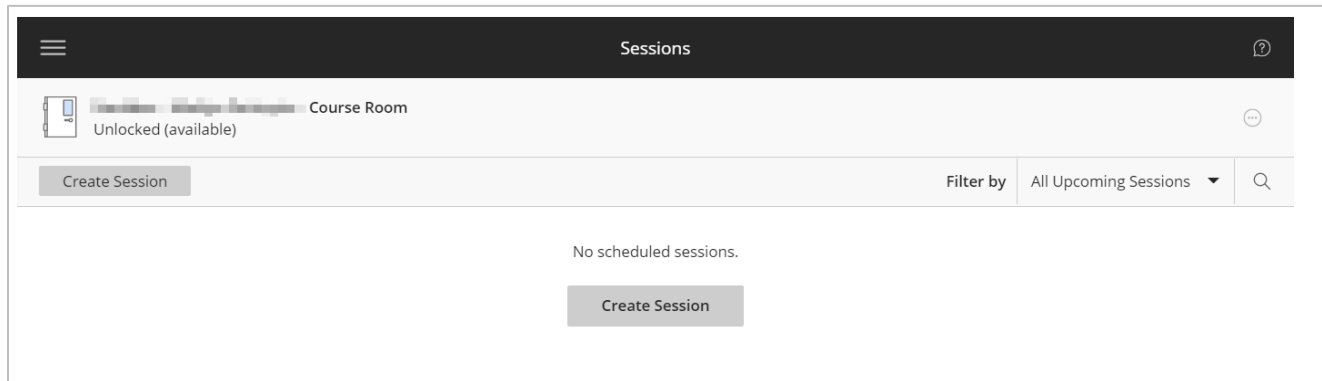 Sessions
Course Room
Unlocked (available)
Create Session
Filter by All Upcoming Sessions
No scheduled sessions.
Create Session